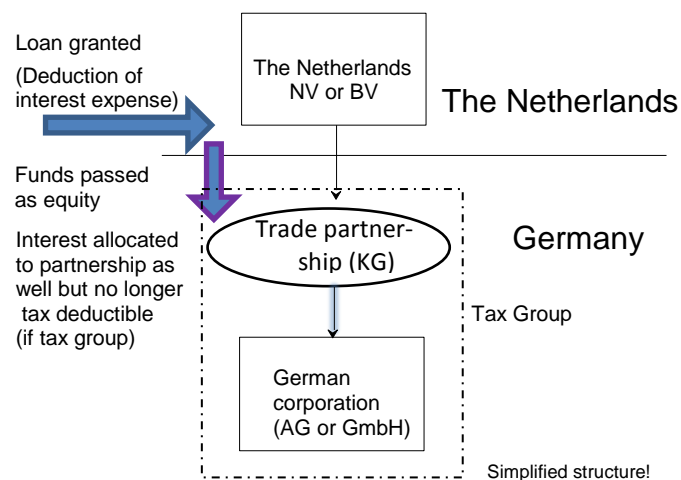 Loan granted
(Deduction of
interest expense)
The Netherlands
NV or BV
The Netherlands
Funds passed
as equity
Interest allocated
to partnership as
well but no longer
tax deductible
(if tax group)
Trade partner-
ship (KG)
Germany
Tax Group
German
corporation
(AG or GmbH)
Simplified structure!